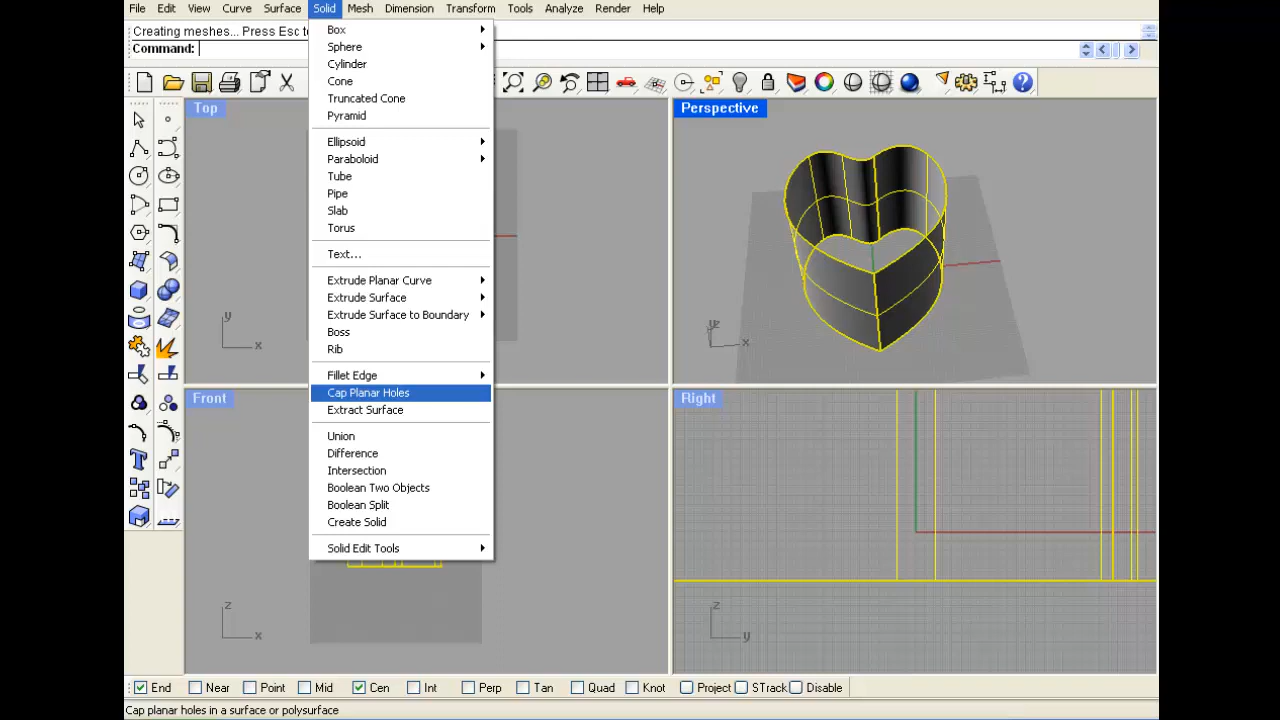 File Edit View Curve Surface Solid Mesh Dimension Transform Tools Analyze Render Help
Creating meshes... Press Esc to
Command:
Box
Sphere
Cylinder
Cone
Truncated Cone
Pyramid
Ellipsoid
Paraboloid
Tube
Pipe
Slab
Torus
Text...
Extrude Planar Curve
Extrude Surface
Extrude Surface to Boundary
Boss
Rib
Fillet Edge
Cap Planar Holes
Extract Surface
Union
Difference
Intersection
Boolean Two Objects
Boolean Split
Create Solid
Solid Edit Tools
Top
y
x
Perspective
x
Front
z
x
Right
z
y
End Near Point Mid Cen Int Perp Tan Quad Knot Project STrack Disable
Cap planar holes in a surface or polysurface